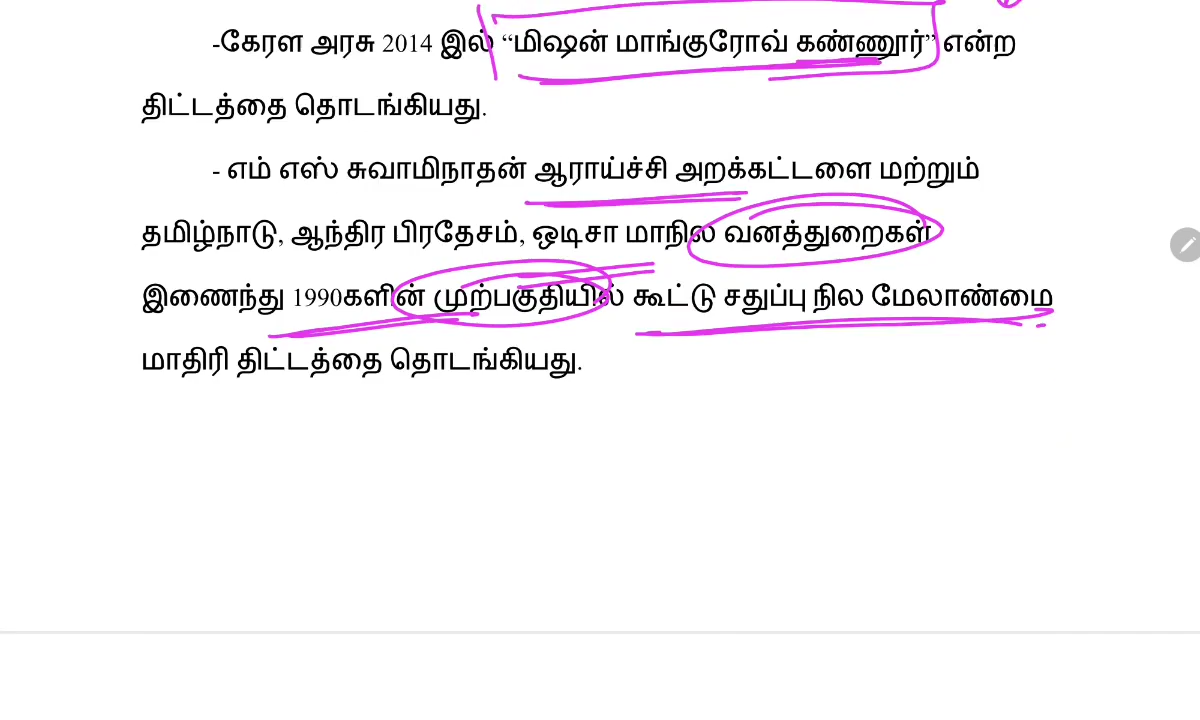 -கேரள அரசு 2014 இல் “மிஷன் மாங்குரோவ் கண்ணூர்” என்ற
திட்டத்தை தொடங்கியது.
- எம் எஸ் சுவாமிநாதன் ஆராய்ச்சி அறக்கட்டளை மற்றும்
தமிழ்நாடு, ஆந்திர பிரதேசம், ஒடிசா மாநில வனத்துறைகள்
இணைந்து 1990களின் முற்பகுதியில் கூட்டு சதுப்பு நில மேலாண்மை
மாதிரி திட்டத்தை தொடங்கியது.